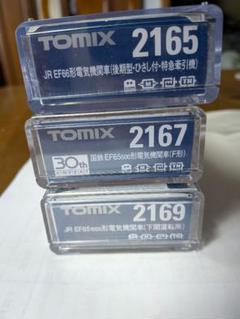 TOMIX 2165
JR EF66形電気機関車(後期型・ひさし付・特急牽引機)
TOMIX 2167
30th
ANNIVERSARY
国鉄 EF65 500形電気機関車(F形)
TOMIX 2169
JR EF65 1000形電気機関車(下関運転所)